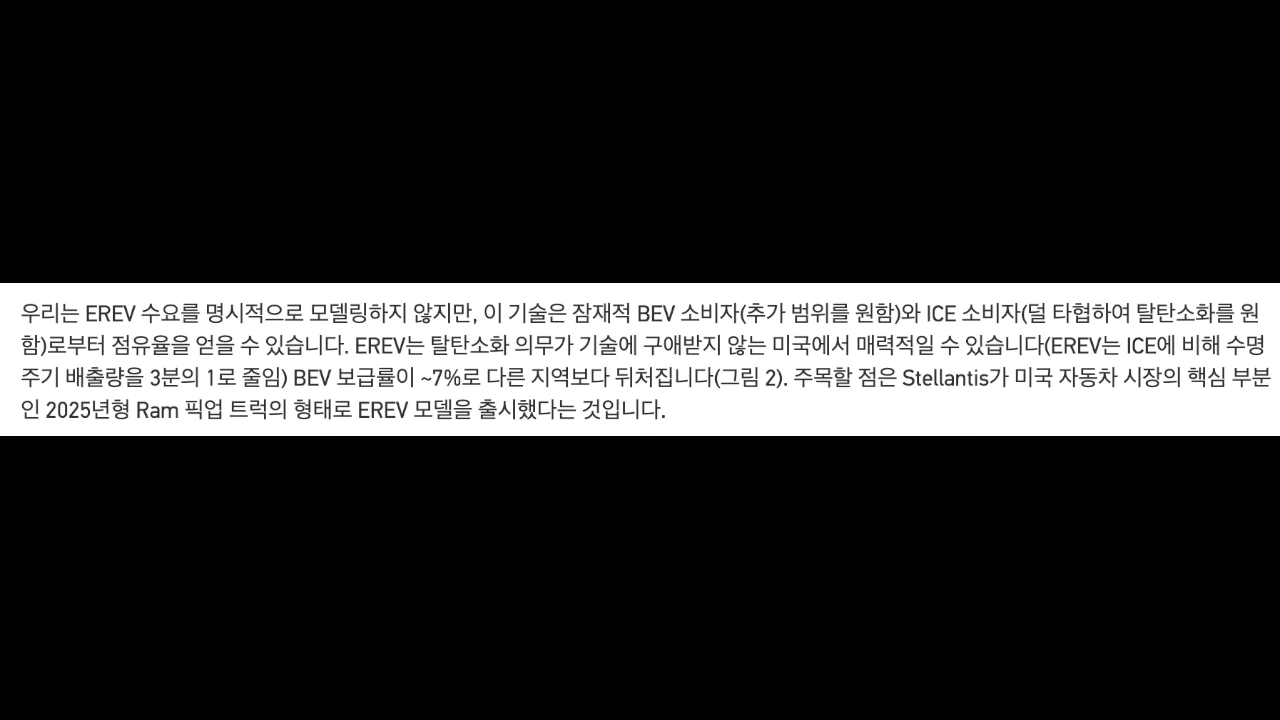 우리는 EREV 수요를 명시적으로 모델링하지 않지만, 이 기술은 잠재적 BEV 소비자(추가 범위를 원함)와 ICE 소비자(덜 타협하여 탈탄소화를 원
함)로부터 점유율을 얻을 수 있습니다. EREV는 탈탄소화 의무가 기술에 구애받지 않는 미국에서 매력적일 수 있습니다(EREV는 ICE에 비해 수명
주기 배출량을 3분의 1로 줄임) BEV 보급률이 ~7%로 다른 지역보다 뒤처집니다(그림 2). 주목할 점은 Stellantis가 미국 자동차 시장의 핵심 부분
인 2025년형 Ram 픽업 트럭의 형태로 EREV 모델을 출시했다는 것입니다.